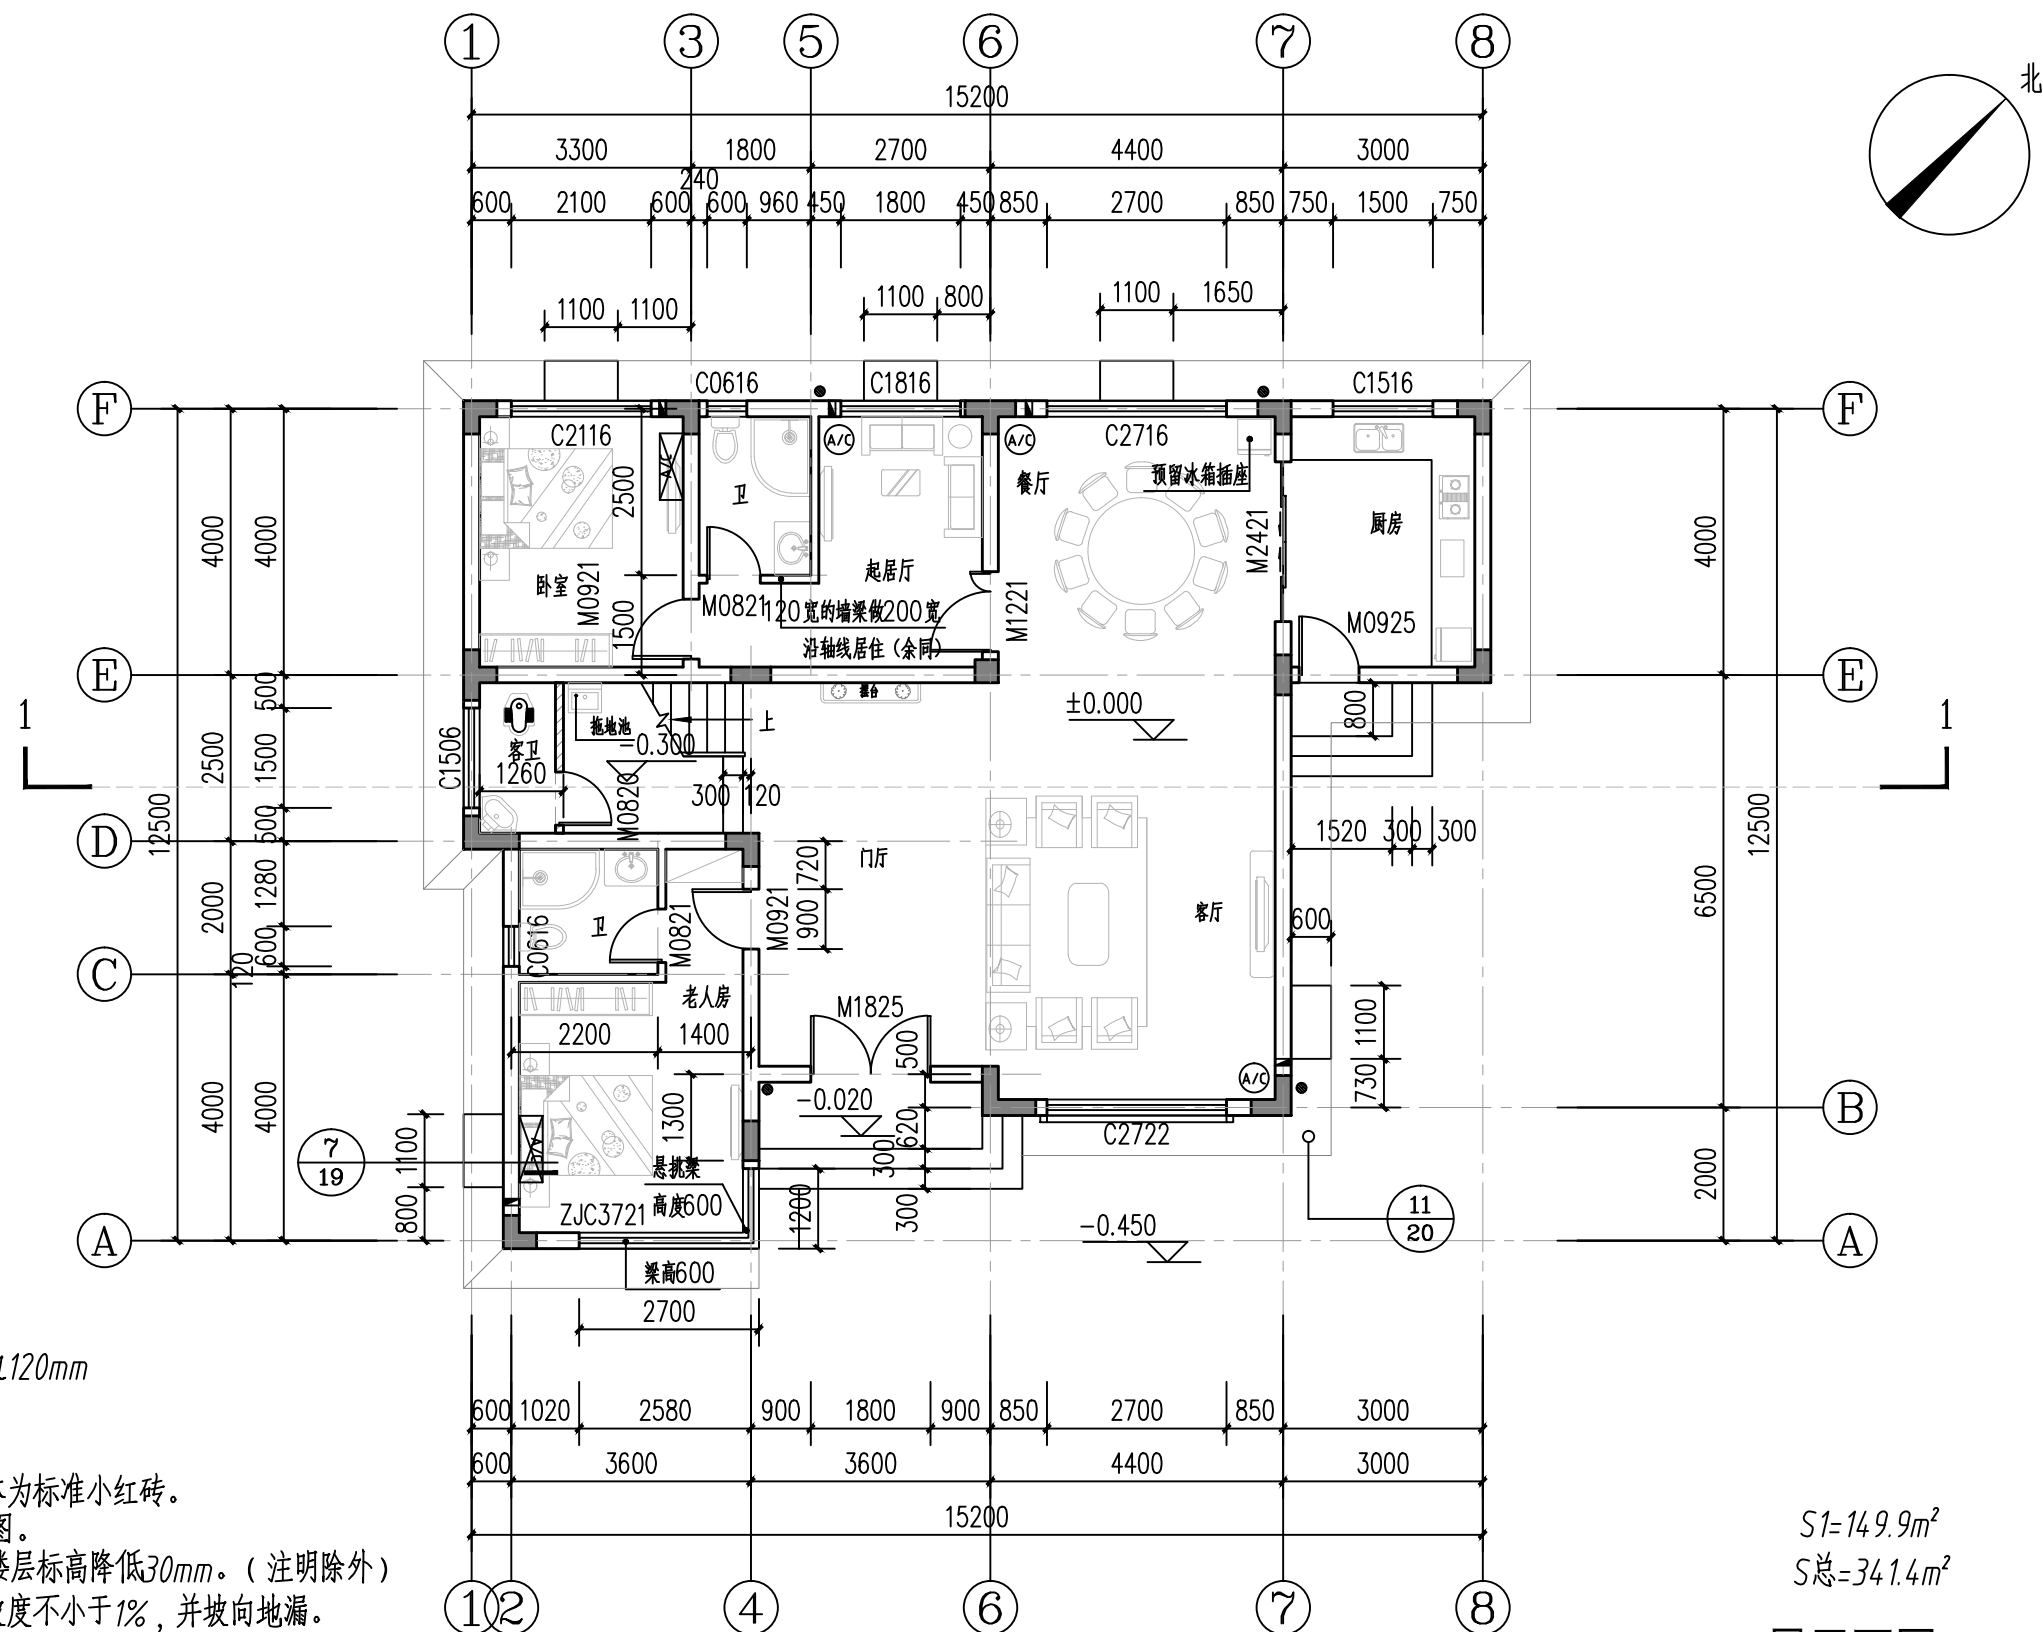 ① ③ ⑤ ⑥ ⑦ ⑧
北
15200
3300 1800 2700 4400 3000
240
600 2100 600 600 960 450 1800 450 850 2700 850 750 1500 750
1100 1100 1100 800 1100 1650
C0616 C1816 C1516
F F
C2116 A/C A/C C2716
A/C
餐厅 预留冰箱插座
卫
2500
厨房
M2421
4000 4000 4000
起居厅
卧室 M0921
M0821 120宽的墙梁做200宽
1500 M1221 M0925
沿轴线居住（余同）
E E
摆台
500
±0.000 800
1 拖地池 上 1
-0.300
C1506 客卫
1260
2500 1500
300 120
M0820
12500 12500
500 1520 300 300
D
门厅 720
1280
2000
C0616 卫 M0821 M0921 900
客厅 600 6500
600
120
C
老人房
M1825
2200 1400
500 1100
A/C 730
-0.020
1300
B
620 C2722
4000 4000
1100 7
19 A/C 悬挑梁
300
高度600
ZJC3721 1200 300
800
11
20
2000
-0.450
A A
梁高600
2700
120mm
600 1020 2580 900 1800 900 850 2700 850 3000
600 3600 3600 4400 3000
15200
为标准小红砖。
图。
楼层标高降低30mm。(注明除外)
坡度不小于1%,并坡向地漏。
S1=149.9m²
S总=341.4m²
① ② ④ ⑥ ⑦ ⑧